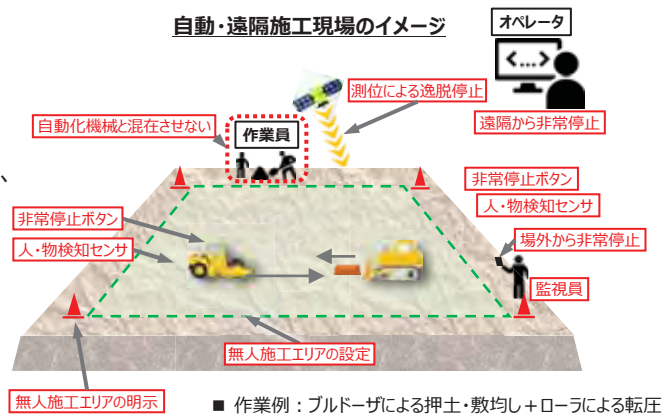 自動・遠隔施工現場のイメージ
オペレータ
<...>
測位による逸脱停止
遠隔から非常停止
自動化機械と混在させない
作業員
、
非常停止ボタン
人・物検知センサ
非常停止ボタン
人・物検知センサ
場外から非常停止
監視員
無人施工エリアの設定
無人施工エリアの明示
■ 作業例：ブルドーザによる押土・敷均し＋ローラによる転圧